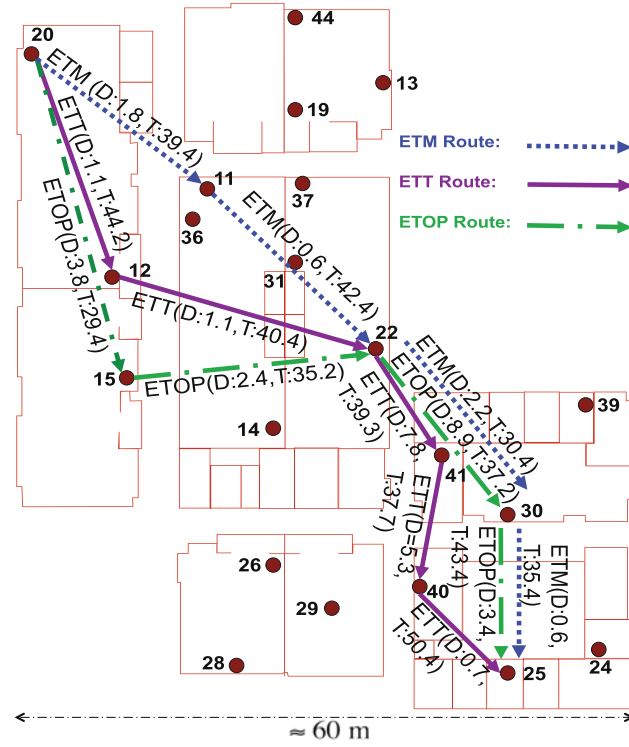 44
20
13
19
ETM (D:1.8, T:39.4)
ETM Route:
ETT Route:
ETOP Route:
11
37
36
ETT(D:1.1,T:44.2)
ETOP(D:3.8,T:29.4)
ETM(D:0.6, T:42.4)
31
12
ETT(D:1.1,T:40.4)
22
15
ETOP(D:2.4,T:35.2)
ETM(D:2.2,T:30.4)
ETOP(D:8.9,T:37.2)
ETT(D:7.8,
T:39.3)
39
14
41
30
ETT(D=5.3,
T:37.7)
ETOP(D:3.4,
T:43.4)
ETM(D:0.6,
T:35.4)
26
29
40
ETT(D:0.7,
T:50.4)
28
25
24
≈ 60 m